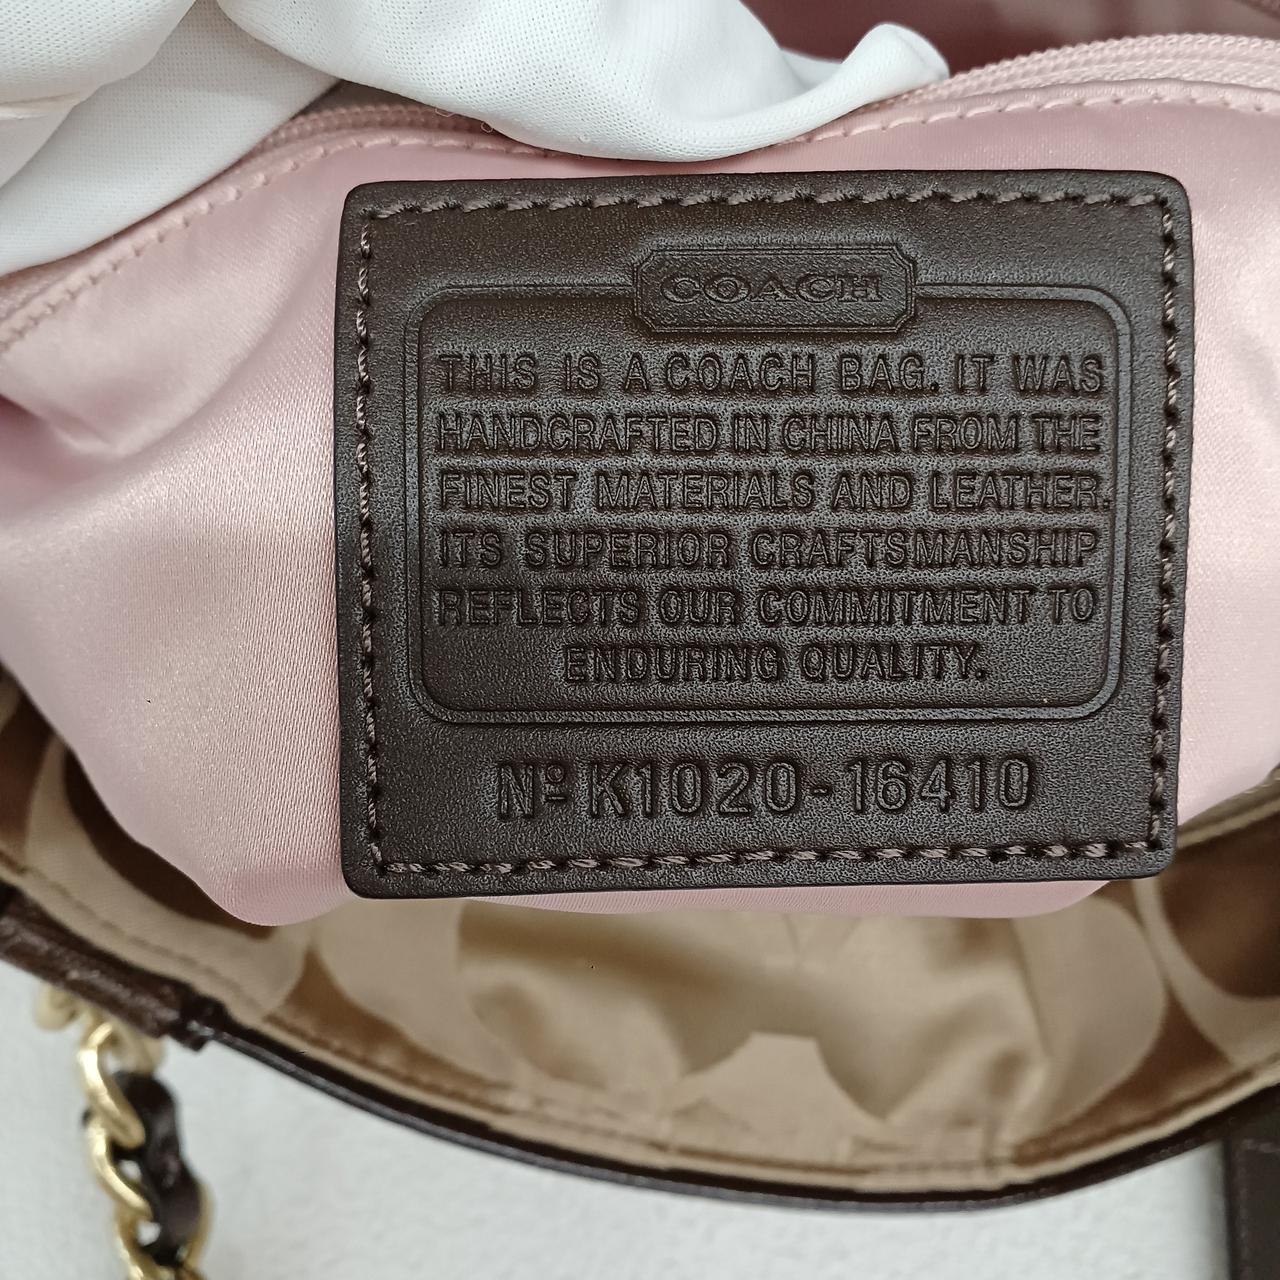 COACH
THIS IS A COACH BAG. IT WAS
HANDCRAFTED IN CHINA FROM THE
FINEST MATERIALS AND LEATHER.
ITS SUPERIOR CRAFTSMANSHIP
REFLECTS OUR COMMITMENT TO
ENDURING QUALITY.
Nº K1020-16410